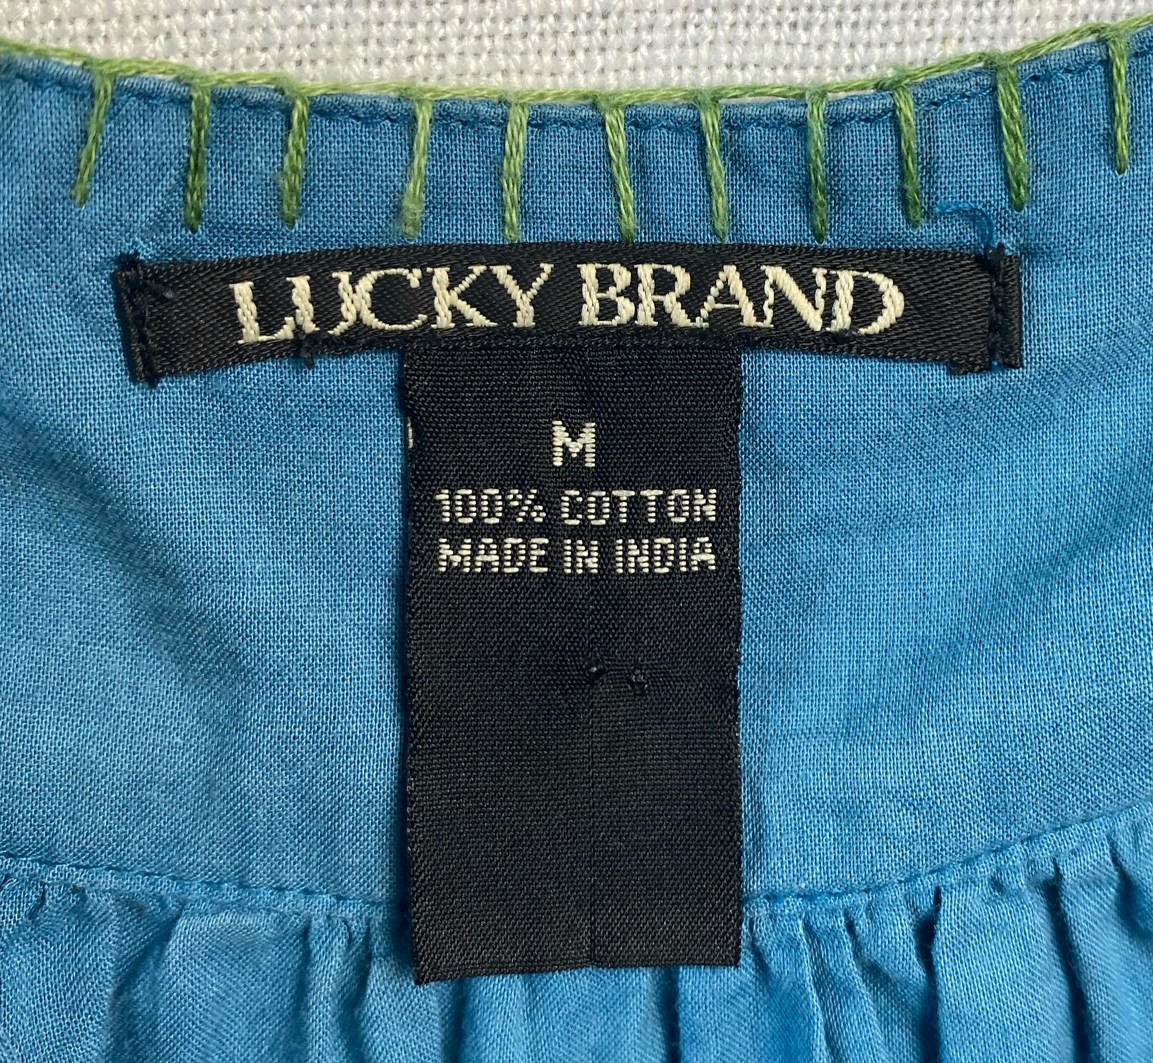 LUCKY BRAND
M
100% COTTON
MADE IN INDIA